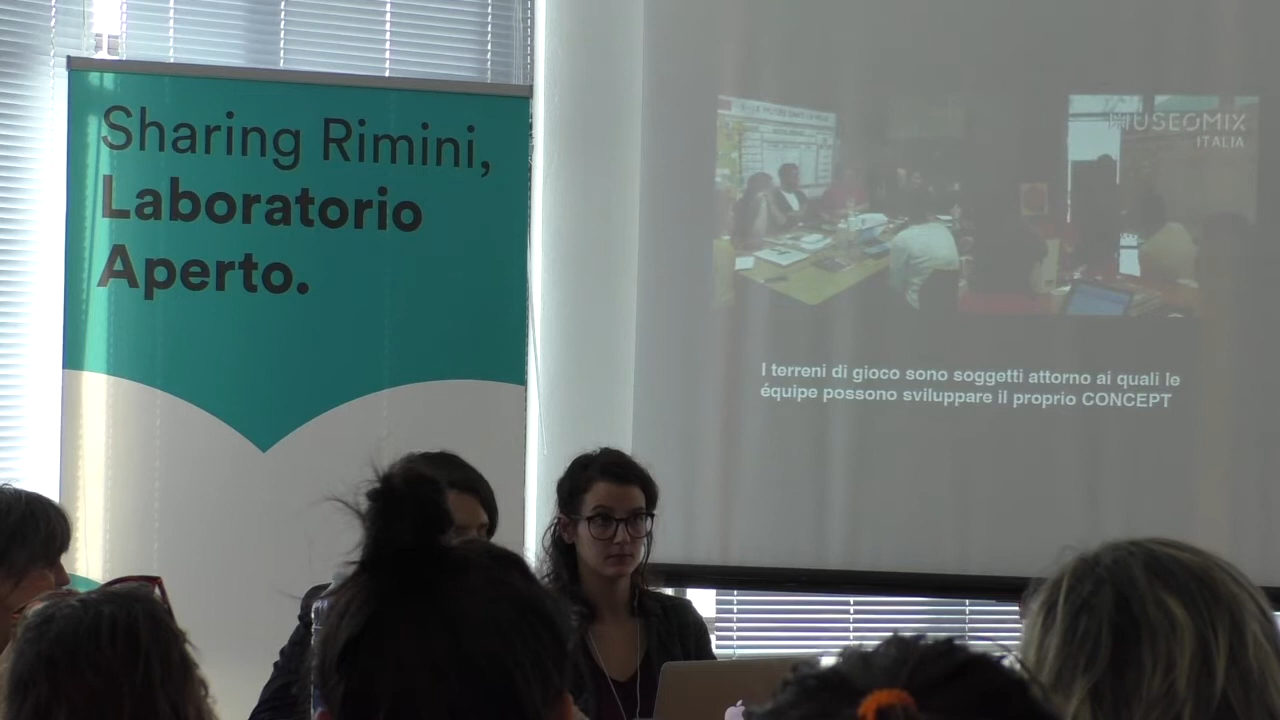 Sharing Rimini,
Laboratorio
Aperto.
MUSEOMIX
ITALIA
I terreni di gioco sono soggetti attorno ai quali le
équipe possono sviluppare il proprio CONCEPT